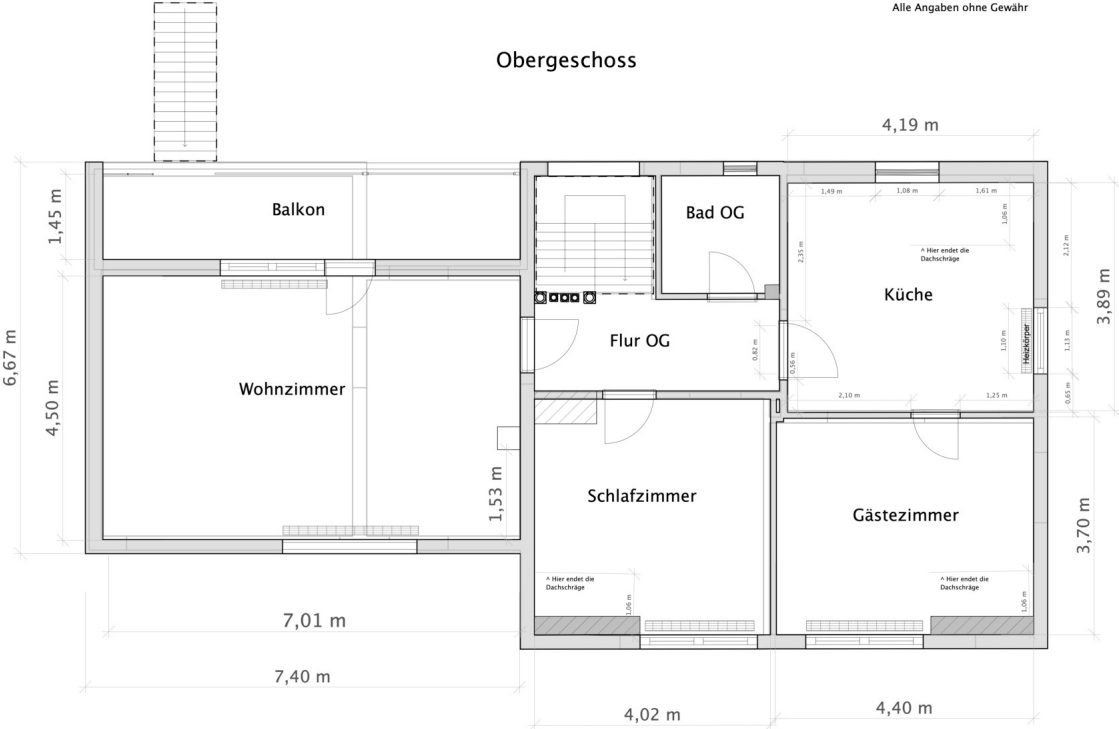 Alle Angaben ohne Gewähr
Obergeschoss
4,19 m
1,45 m
Balkon
Bad OG
1,49 m
1,08 m
1,61 m
1,06 m
2,35 m
2,12 m
^ Hier endet die
Dachschräge
Küche
3,89 m
6,67 m
4,50 m
Wohnzimmer
Flur OG
0,82 m
0,56 m
1,10 m
Heizkörper
1,13 m
0,65 m
2,10 m
1,25 m
1,53 m
Schlafzimmer
Gästezimmer
3,70 m
^ Hier endet die
Dachschräge
1,06 m
^ Hier endet die
Dachschräge
1,06 m
7,01 m
7,40 m
4,02 m
4,40 m